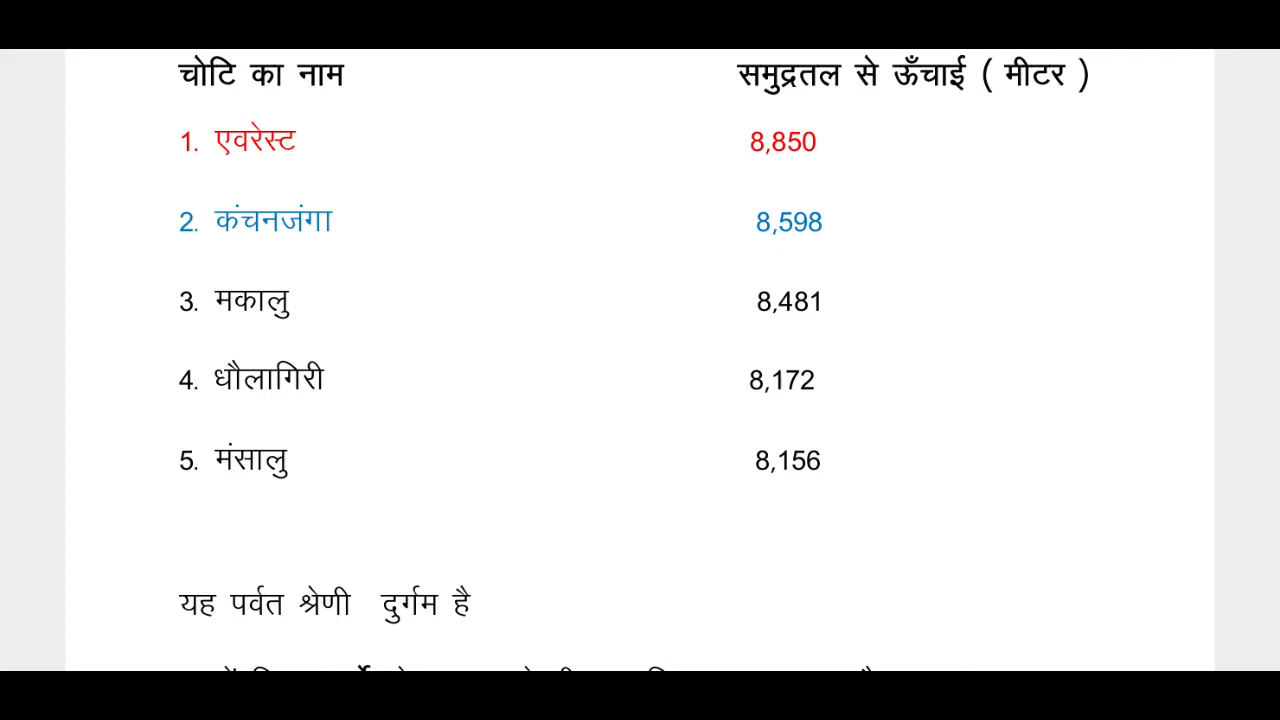 चोटि का नाम समुद्रतल से ऊँचाई ( मीटर )
1. एवरेस्ट 8,850
2. कंचनजंगा 8,598
3. मकालु 8,481
4. धौलागिरी 8,172
5. मंसालु 8,156
यह पर्वत श्रेणी दुर्गम है